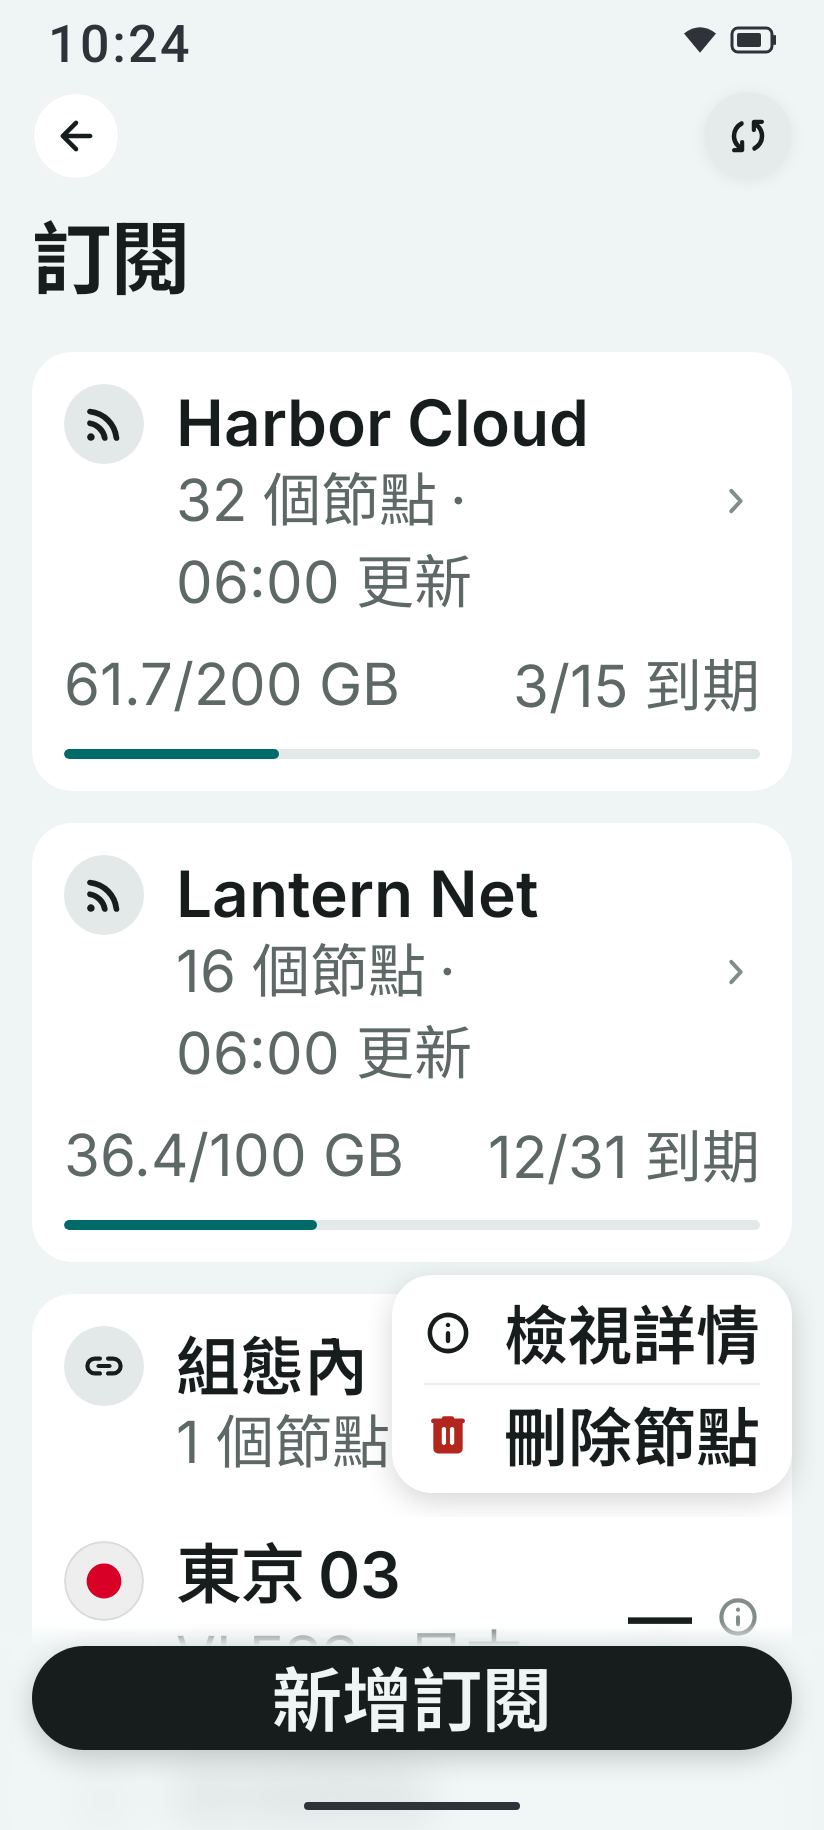 10:24
訂閱
Harbor Cloud
32 個節點 ·
06:00 更新
61.7/200 GB
3/15 到期
Lantern Net
16 個節點 ·
06:00 更新
36.4/100 GB
12/31 到期
檢視詳情
組態內
1 個節點
刪除節點
東京 03
新增訂閱